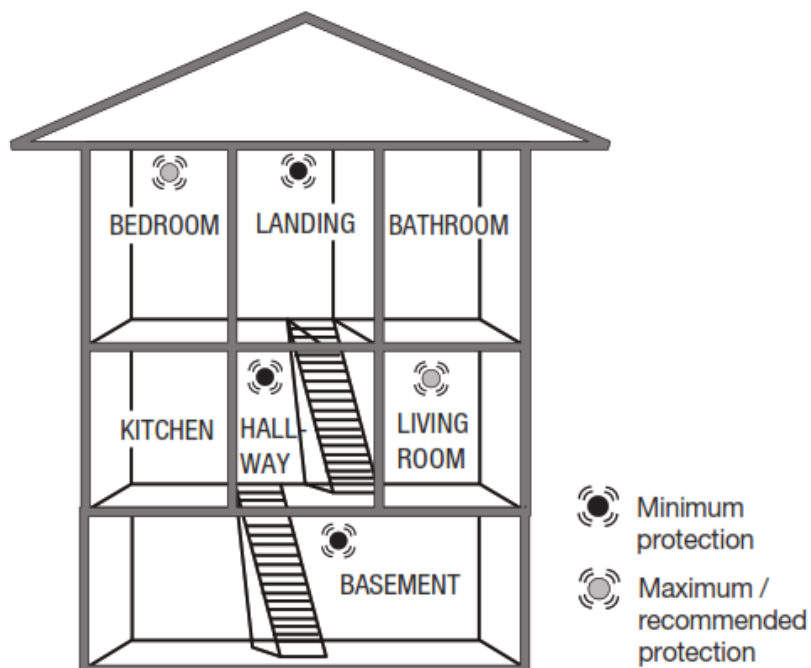 BEDROOM
LANDING
BATHROOM
KITCHEN
HALL-
WAY
LIVING
ROOM
BASEMENT
Minimum
protection
Maximum /
recommended
protection